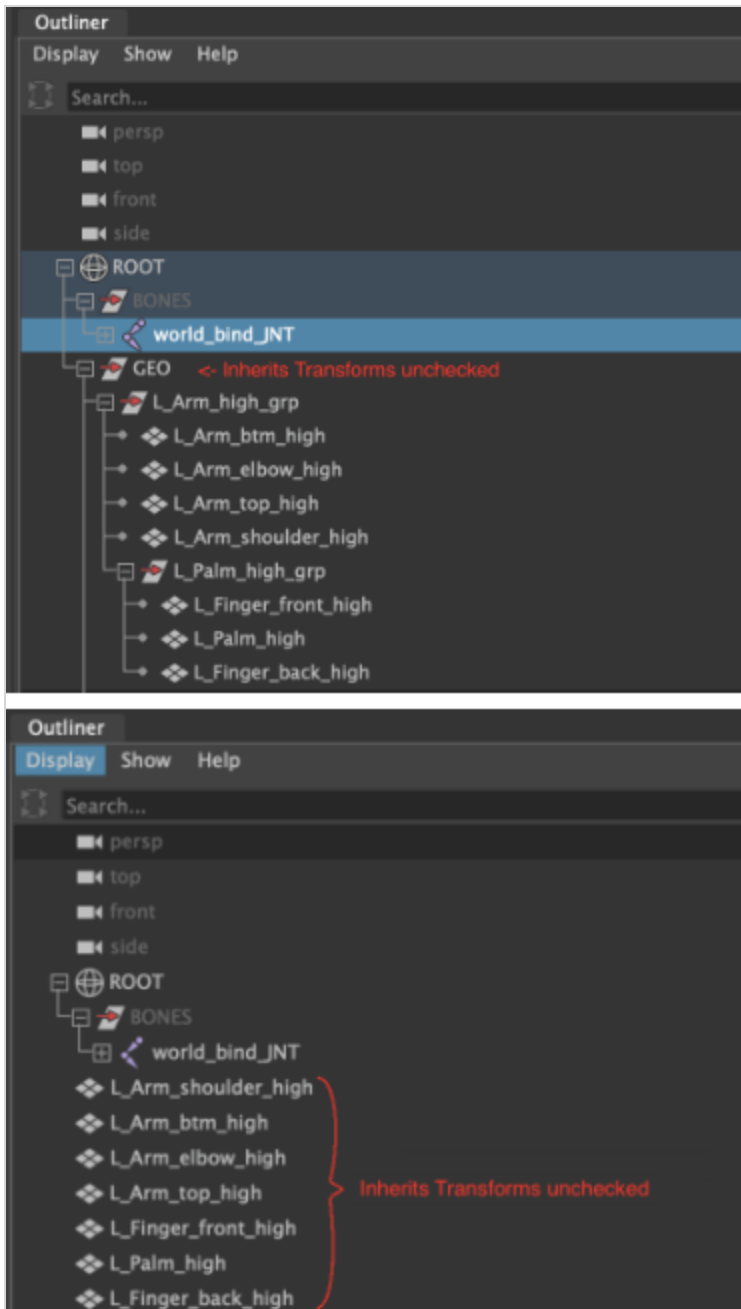 Outliner
Display Show Help
Search...
persp
top
front
side
ROOT
BONES
world_bind_JNT
GEO <- Inherits Transforms unchecked
L_Arm_high_grp
L_Arm_btm_high
L_Arm_elbow_high
L_Arm_top_high
L_Arm_shoulder_high
L_Palm_high_grp
L_Finger_front_high
L_Palm_high
L_Finger_back_high
Outliner
Display Show Help
Search...
persp
top
front
side
ROOT
BONES
world_bind_JNT
L_Arm_shoulder_high
L_Arm_btm_high
L_Arm_elbow_high
L_Arm_top_high Inherits Transforms unchecked
L_Finger_front_high
L_Palm_high
L_Finger_back_high